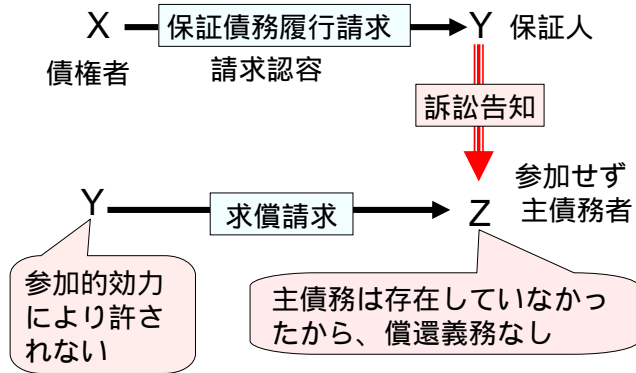 X 保証債務履行請求 Y 保証人
債権者 請求認容
訴訟告知
参加せず
Y 求償請求 Z 主債務者
参加的効力
により許さ
れない
主債務は存在していなかっ
たから、償還義務なし